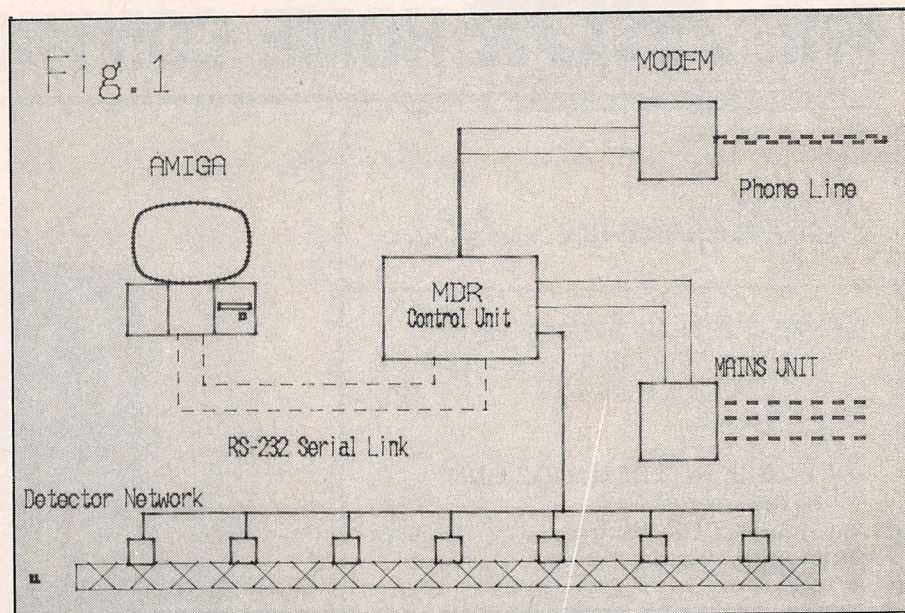 Fig.1
MODEM
AMIGA
Phone Line
MDR
Control Unit
MAINS UNIT
RS-232 Serial Link
Detector Network